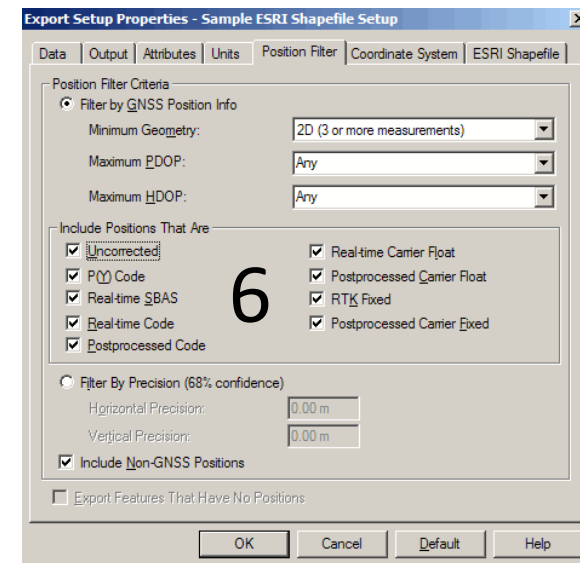 Export Setup Properties - Sample ESRI Shapefile Setup
Data Output Attributes Units Position Filter Coordinate System ESRI Shapefile
Position Filter Criteria
Filter by GNSS Position Info
Minimum Geometry: 2D (3 or more measurements)
Maximum PDOP: Any
Maximum HDOP: Any
Include Positions That Are
Uncorrected Real-time Carrier Float
P(Y) Code Postprocessed Carrier Float
Real-time SBAS 6 RTK Fixed
Real-time Code Postprocessed Carrier Fixed
Postprocessed Code
Filter By Precision (68% confidence)
Horizontal Precision: 0.00 m
Vertical Precision: 0.00 m
Include Non-GNSS Positions
Export Features That Have No Positions
OK Cancel Default Help